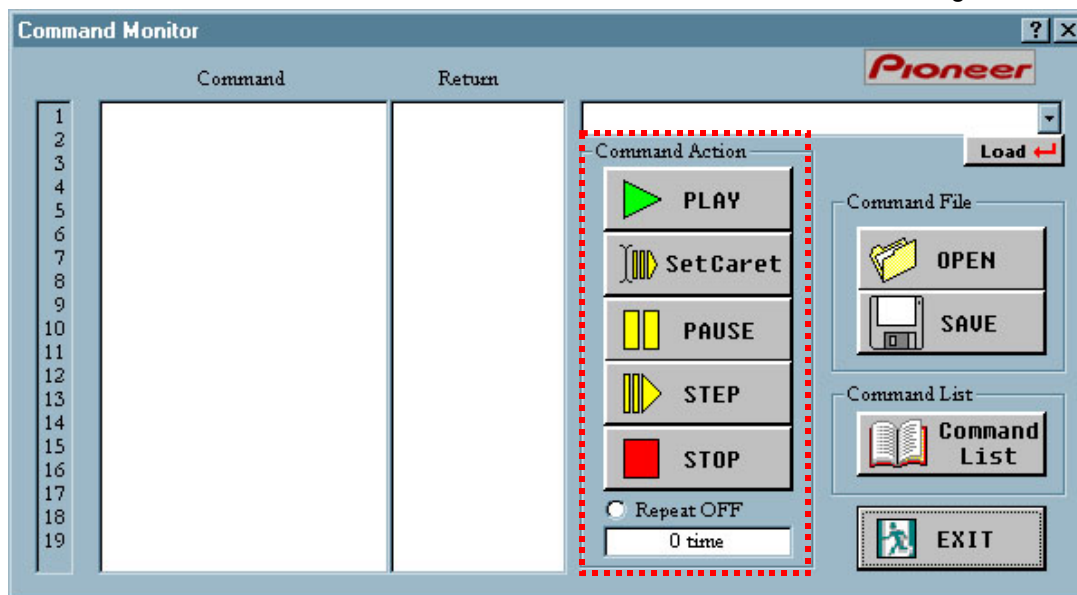 Command Monitor
? ×
Pioneer
Command Return
1
2
3
4
5
6
7
8
9
10
11
12
13
14
15
16
17
18
19
Load
Command Action
PLAY
SetCaret
PAUSE
STEP
STOP
Repeat OFF
0 time
Command File
OPEN
SAVE
Command List
Command
List
EXIT